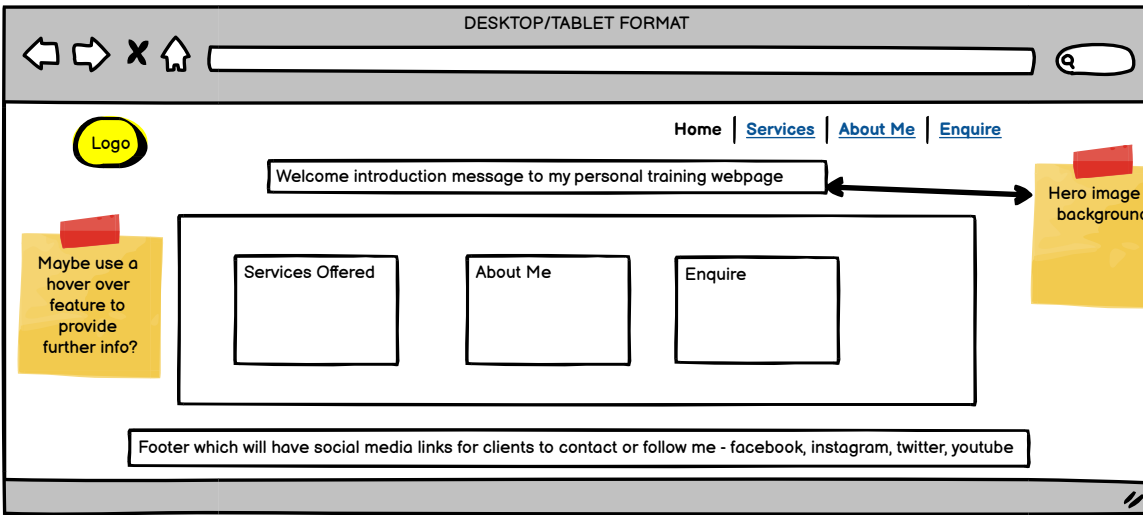 DESKTOP/TABLET FORMAT
Logo
Home Services About Me Enquire
Welcome introduction message to my personal training webpage
Hero image
background
Maybe use a
hover over
feature to
provide
further info?
Services Offered
About Me
Enquire
Footer which will have social media links for clients to contact or follow me - facebook, instagram, twitter, youtube